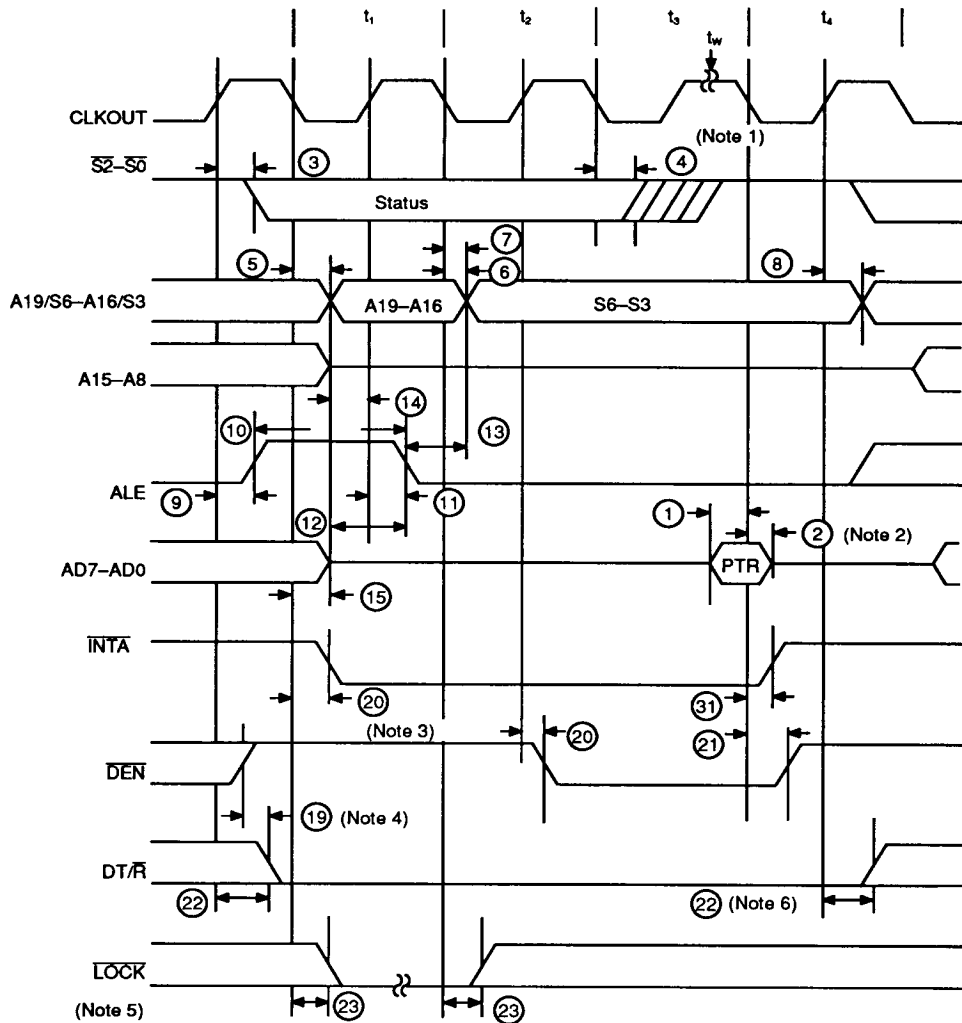 t₁ t₂ t₃ t₄
tw
CLKOUT
(Note 1)
S2–S0
3
4
Status
7
5
6
8
A19/S6–A16/S3
A19–A16
S6–S3
A15–A8
14
10
13
ALE
9
11
12
1
2 (Note 2)
AD7–AD0
PTR
15
INTA
20
31
(Note 3)
20
21
DEN
19 (Note 4)
DT/R
22
22 (Note 6)
LOCK
(Note 5)
23
23